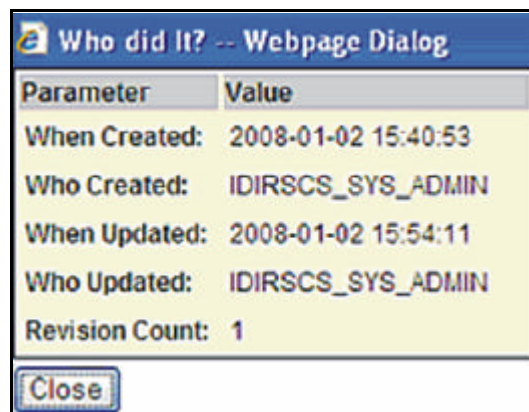 Who did It? -- Webpage Dialog
Parameter Value
When Created: 2008-01-02 15:40:53
Who Created: IDIRSCS_SYS_ADMIN
When Updated: 2008-01-02 15:54:11
Who Updated: IDIRSCS_SYS_ADMIN
Revision Count: 1
Close